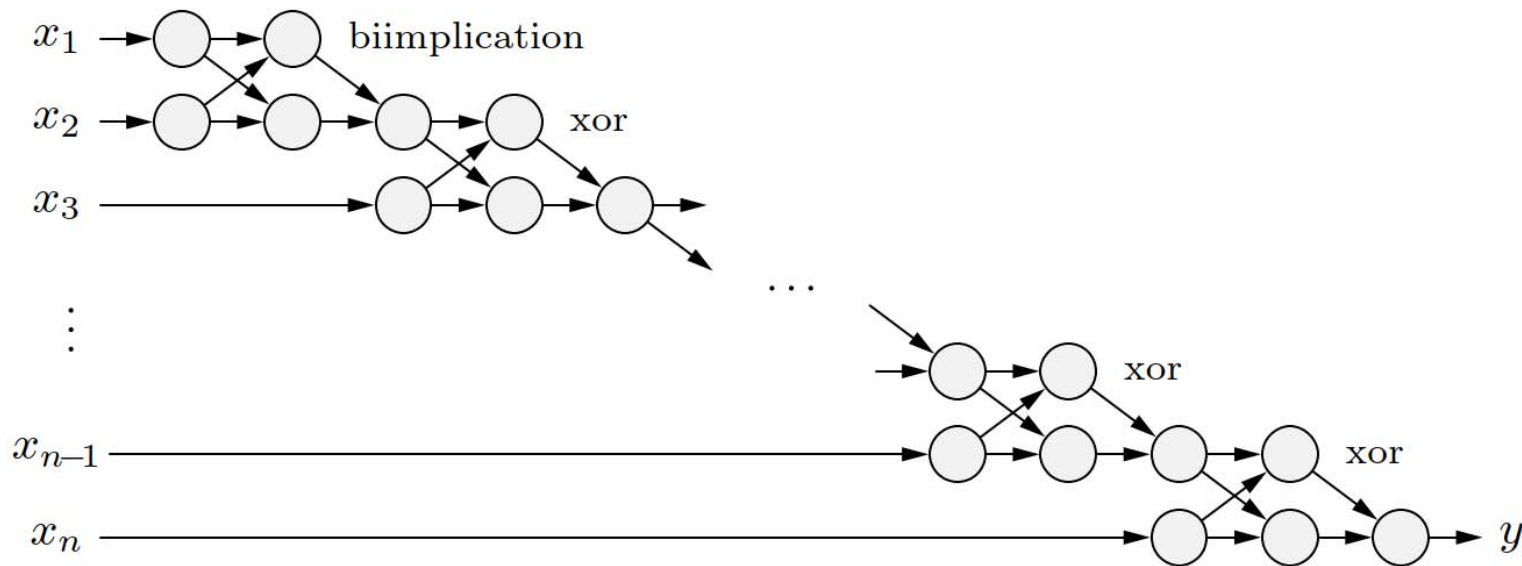 x₁ biimplication
x₂ xor
x₃
...
⋮
xor
xₙ₋₁ xor
xₙ y